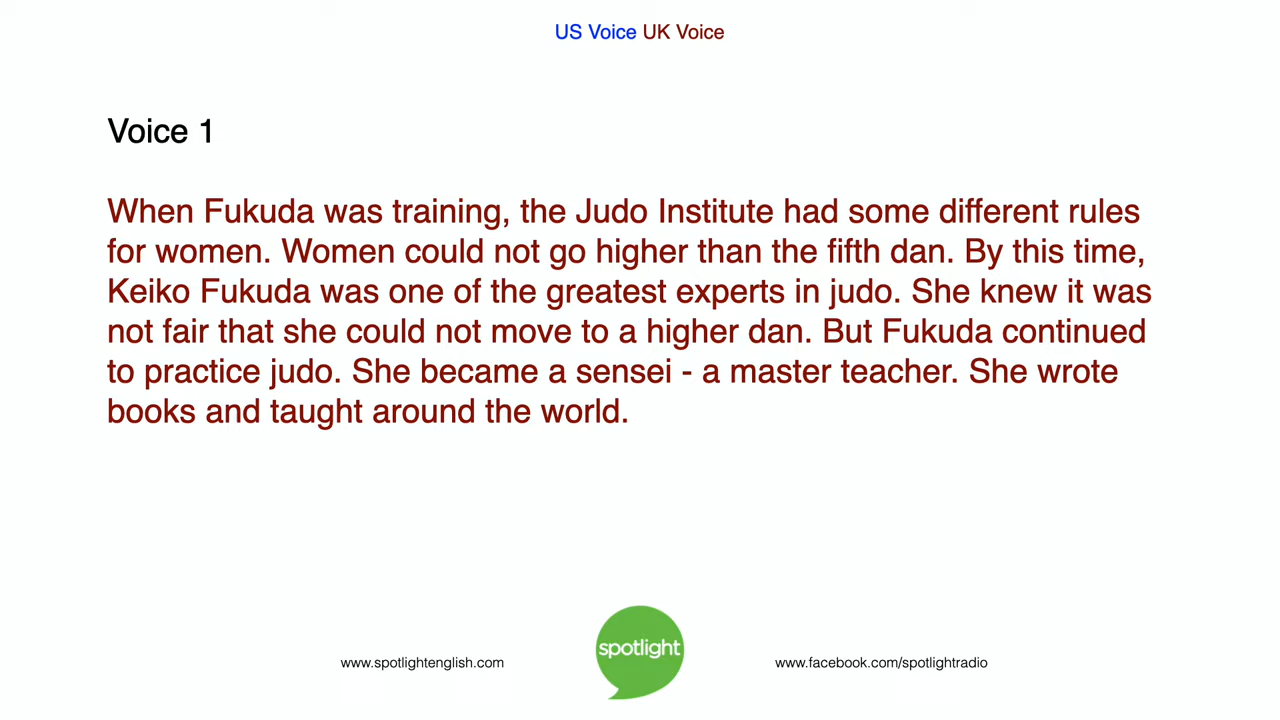 US Voice UK Voice
Voice 1
When Fukuda was training, the Judo Institute had some different rules
for women. Women could not go higher than the fifth dan. By this time,
Keiko Fukuda was one of the greatest experts in judo. She knew it was
not fair that she could not move to a higher dan. But Fukuda continued
to practice judo. She became a sensei - a master teacher. She wrote
books and taught around the world.
www.spotlightenglish.com
spotlight
www.facebook.com/spotlightradio